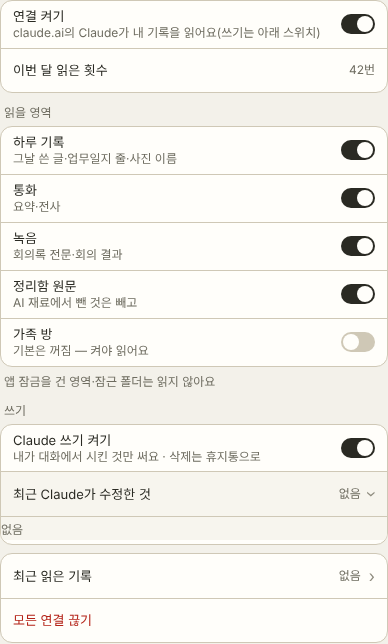 연결 켜기
claude.ai의 Claude가 내 기록을 읽어요(쓰기는 아래 스위치)
이번 달 읽은 횟수
42번
읽을 영역
하루 기록
그날 쓴 글·업무일지 줄·사진 이름
통화
요약·전사
녹음
회의록 전문·회의 결과
정리함 원문
AI 재료에서 뺀 것은 빼고
가족 방
기본은 꺼짐 — 켜야 읽어요
앱 잠금을 건 영역·잠근 폴더는 읽지 않아요
쓰기
Claude 쓰기 켜기
내가 대화에서 시킨 것만 써요 · 삭제는 휴지통으로
최근 Claude가 수정한 것
없음
없음
최근 읽은 기록
없음
모든 연결 끊기